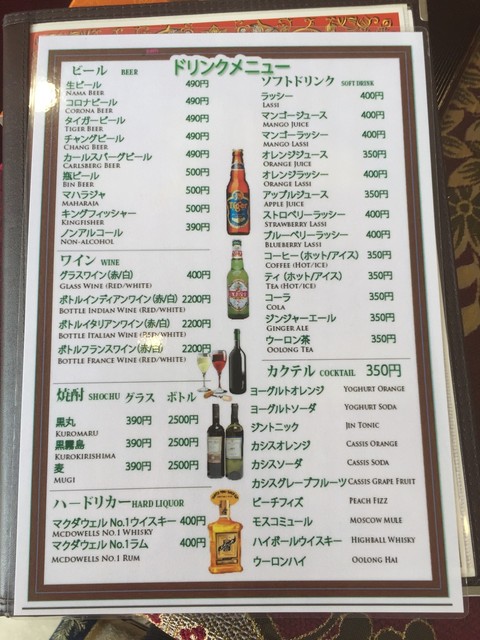 ドリンクメニュー
ビール BEER
生ビール 490円
NAMA BEER
コロナビール 490円
CORONA BEER
タイガービール 490円
TIGER BEER
チャングビール 490円
CHANG BEER
カールスバーグビール 490円
CARLSBERG BEER
瓶ビール 500円
BIN BEER
マハラジャ 500円
MAHARAJA
キングフィッシャー 500円
KINGFISHER
ノンアルコール 390円
NON-ALCOHOL
ワイン WINE
グラスワイン(赤/白) 400円
GLASS WINE (RED/WHITE)
ボトルインディアンワイン(赤/白) 2200円
BOTTLE INDIAN WINE (RED/WHITE)
ボトルイタリアンワイン(赤/白) 2200円
BOTTLE ITALIAN WINE (RED/WHITE)
ボトルフランスワイン(赤/白) 2200円
BOTTLE FRANCE WINE (RED/WHITE)
焼酎 SHOCHU グラス ボトル
黒丸 390円 2500円
KUROMARU
黒霧島 390円 2500円
KUROKIRISHIMA
麦 390円 2500円
MUGI
ハードリカー HARD LIQUOR
マクダウェル No.1ウイスキー 400円
MCDOWELLS NO.1 WHISKY
マクダウェル No.1ラム 400円
MCDOWELLS NO.1 RUM
Tiger
ソフトドリンク SOFT DRINK
ラッシー 400円
LASSI
マンゴージュース 400円
MANGO JUICE
マンゴーラッシー 400円
MANGO LASSI
オレンジジュース 350円
ORANGE JUICE
オレンジラッシー 400円
ORANGE LASSI
アップルジュース 350円
APPLE JUICE
ストロベリーラッシー 400円
STRAWBERRY LASSI
ブルーベリーラッシー 400円
BLUEBERRY LASSI
コーヒー (ホット/アイス) 350円
COFFEE (HOT/ICE)
ティ (ホット/アイス) 350円
TEA (HOT/ICE)
コーラ 350円
COLA
ジンジャーエール 350円
GINGER ALE
ウーロン茶 350円
OOLONG TEA
カクテル COCKTAIL 350円
ヨーグルトオレンジ YOGHURT ORANGE
ヨーグルトソーダ YOGHURT SODA
ジントニック JIN TONIC
カシスオレンジ CASSIS ORANGE
カシスソーダ CASSIS SODA
カシスグレープフルーツ CASSIS GRAPE FRUIT
ピーチフィズ PEACH FIZZ
モスコミュール MOSCOW MULE
ハイボールウイスキー HIGHBALL WHISKY
ウーロンハイ OOLONG HAI